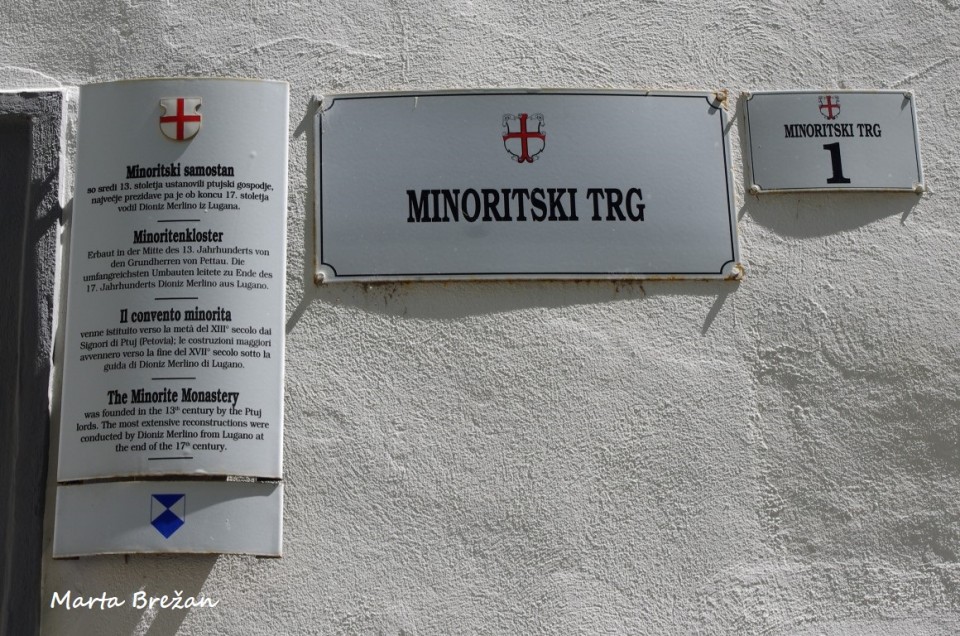 Minoritski samostan
so sredi 13. stoletja ustanovili ptujski gospodje,
največje prezidave pa je ob koncu 17. stoletja
vodil Dioniz Merlino iz Lugana.
Minoritenkloster
Erbaut in der Mitte des 13. Jahrhunderts von
den Grundherren von Pettau. Die
umfangreichsten Umbauten leitete zu Ende des
17. Jahrhunderts Dioniz Merlino aus Lugano.
Il convento minorita
venne istituito verso la metà del XIII° secolo dai
Signori di Ptuj (Petovia); le costruzioni maggiori
avvennero verso la fine del XVII° secolo sotto la
guida di Dioniz Merlino di Lugano.
The Minorite Monastery
was founded in the 13th century by the Ptuj
lords. The most extensive reconstructions were
conducted by Dioniz Merlino from Lugano at
the end of the 17th century.
MINORITSKI TRG
MINORITSKI TRG
1
Marta Brežan